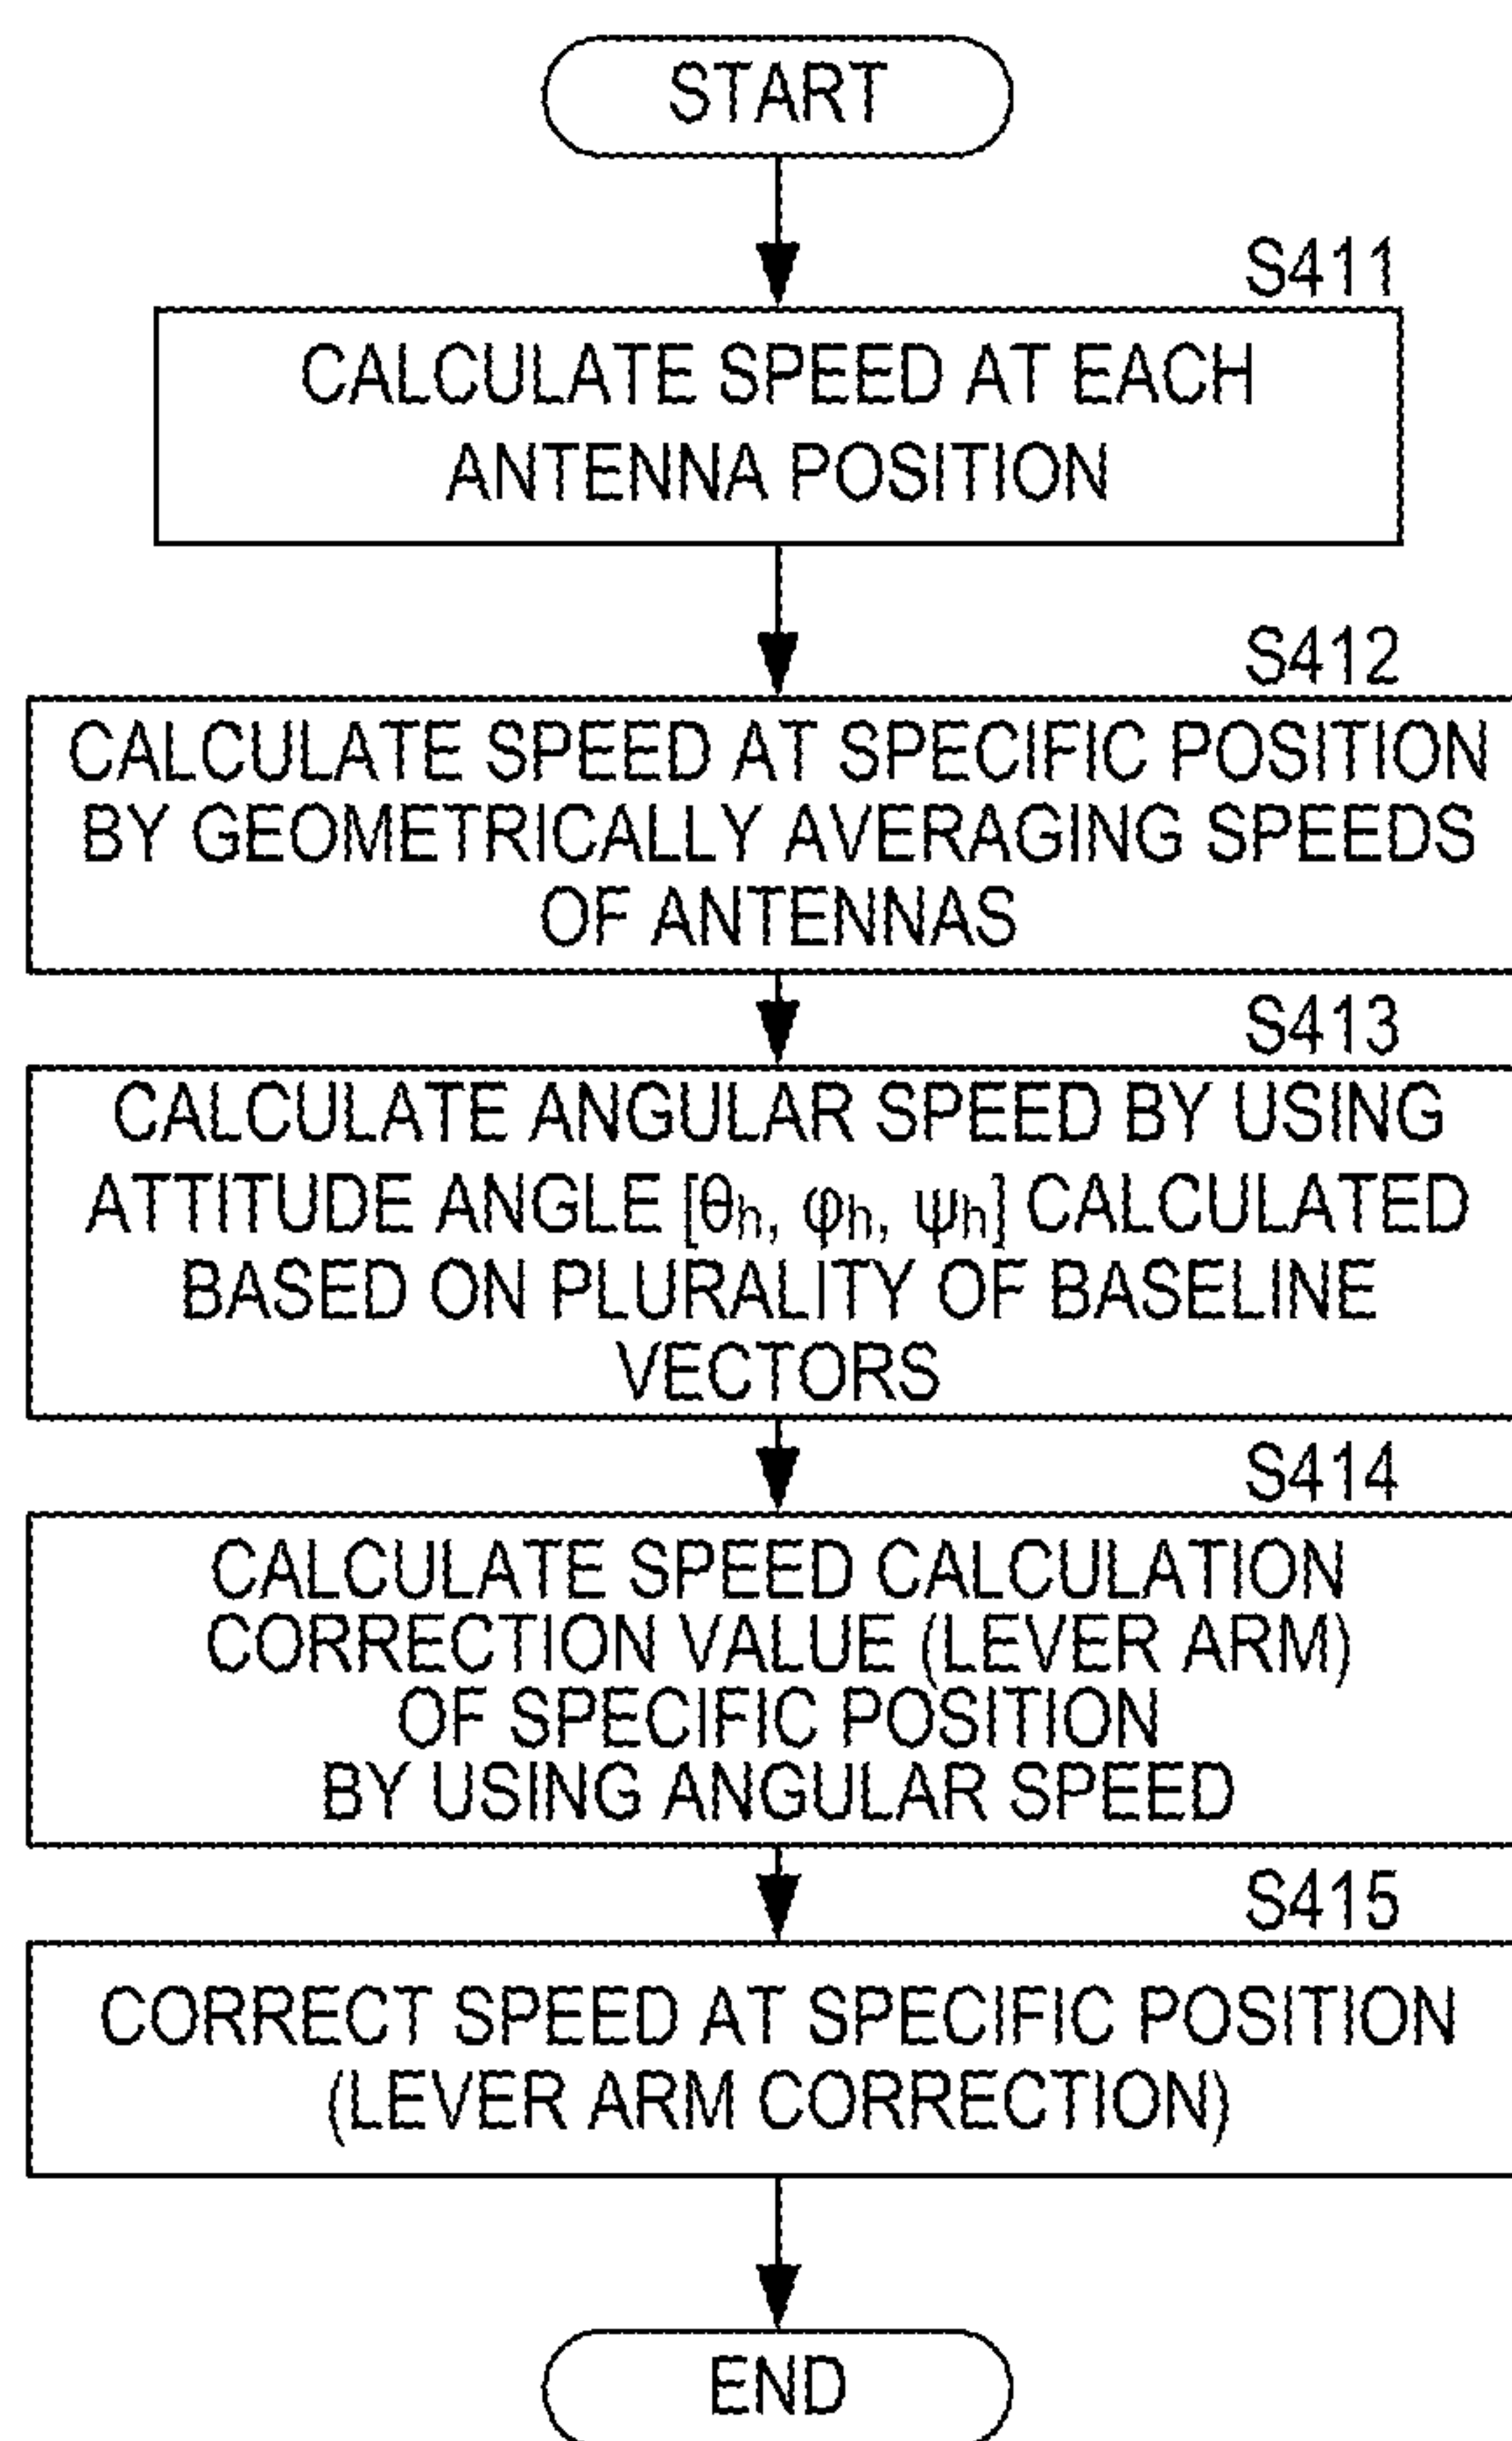 START
S411
CALCULATE SPEED AT EACH
ANTENNA POSITION
S412
CALCULATE SPEED AT SPECIFIC POSITION
BY GEOMETRICALLY AVERAGING SPEEDS
OF ANTENNAS
S413
CALCULATE ANGULAR SPEED BY USING
ATTITUDE ANGLE [θh, φh, ψh] CALCULATED
BASED ON PLURALITY OF BASELINE
VECTORS
S414
CALCULATE SPEED CALCULATION
CORRECTION VALUE (LEVER ARM)
OF SPECIFIC POSITION
BY USING ANGULAR SPEED
S415
CORRECT SPEED AT SPECIFIC POSITION
(LEVER ARM CORRECTION)
END